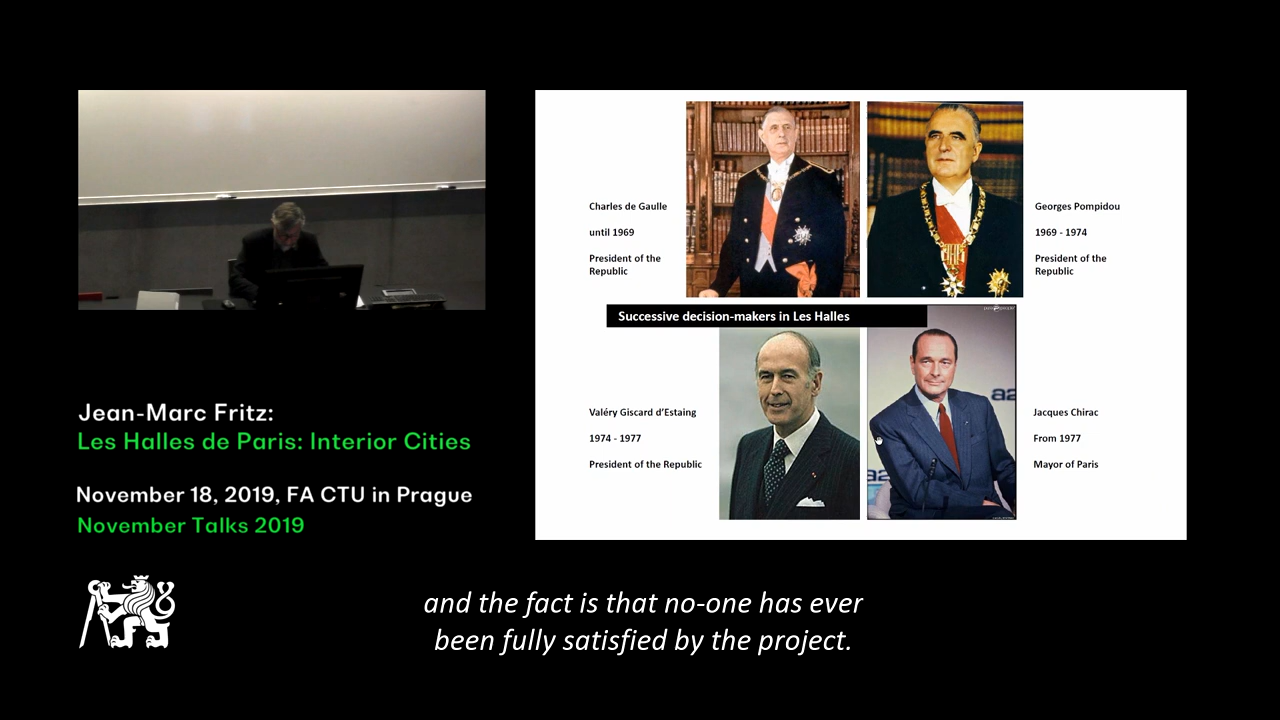 Charles de Gaulle
until 1969
President of the
Republic
Georges Pompidou
1969 - 1974
President of the
Republic
Successive decision-makers in Les Halles
Valéry Giscard d’Estaing
1974 - 1977
President of the Republic
Jacques Chirac
From 1977
Mayor of Paris
Jean-Marc Fritz:
Les Halles de Paris: Interior Cities
November 18, 2019, FA CTU in Prague
November Talks 2019
and the fact is that no-one has ever
been fully satisfied by the project.